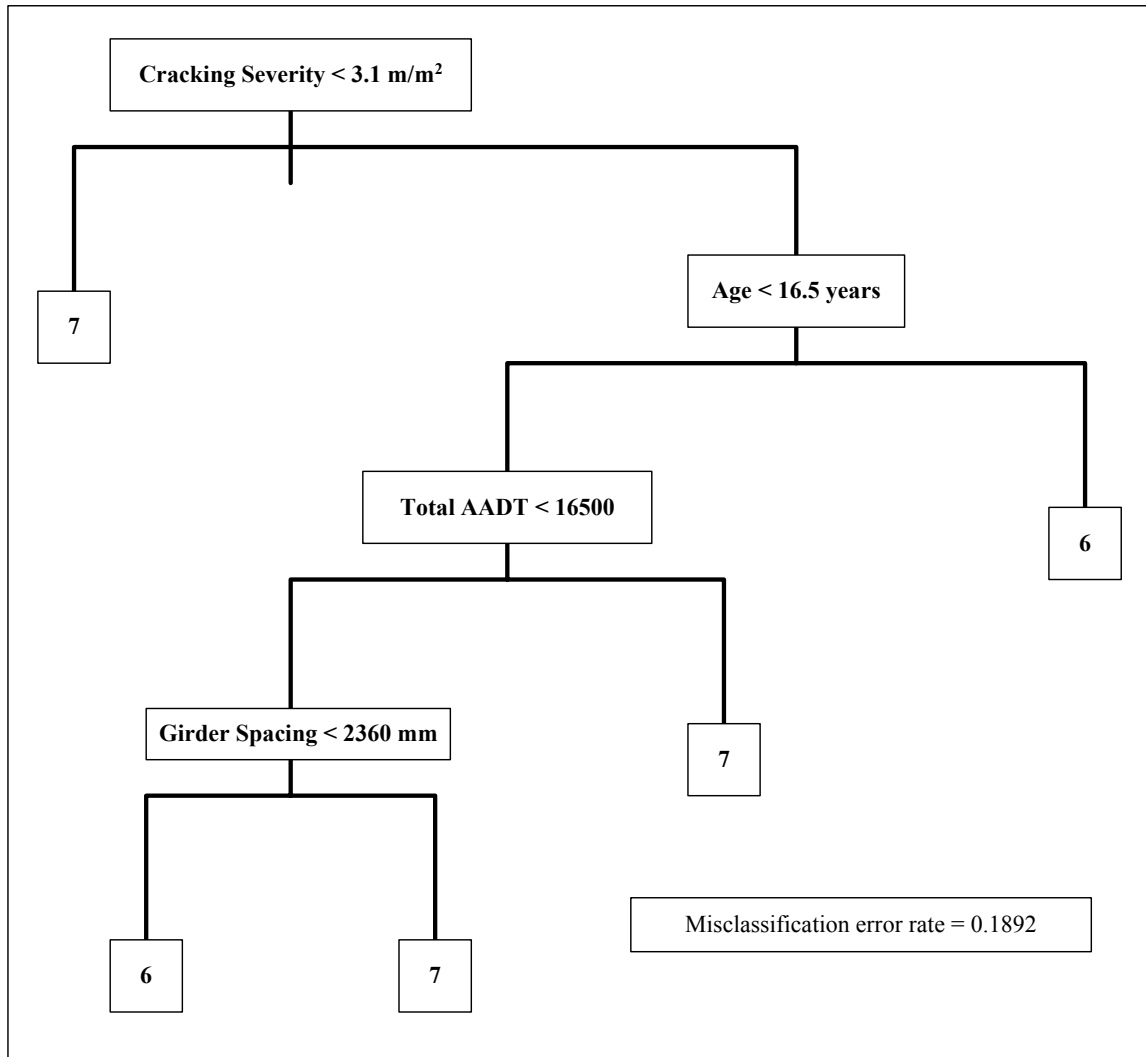 Cracking Severity < 3.1 m/m²
Age < 16.5 years
7
Total AADT < 16500
6
Girder Spacing < 2360 mm
7
Misclassification error rate = 0.1892
6
7